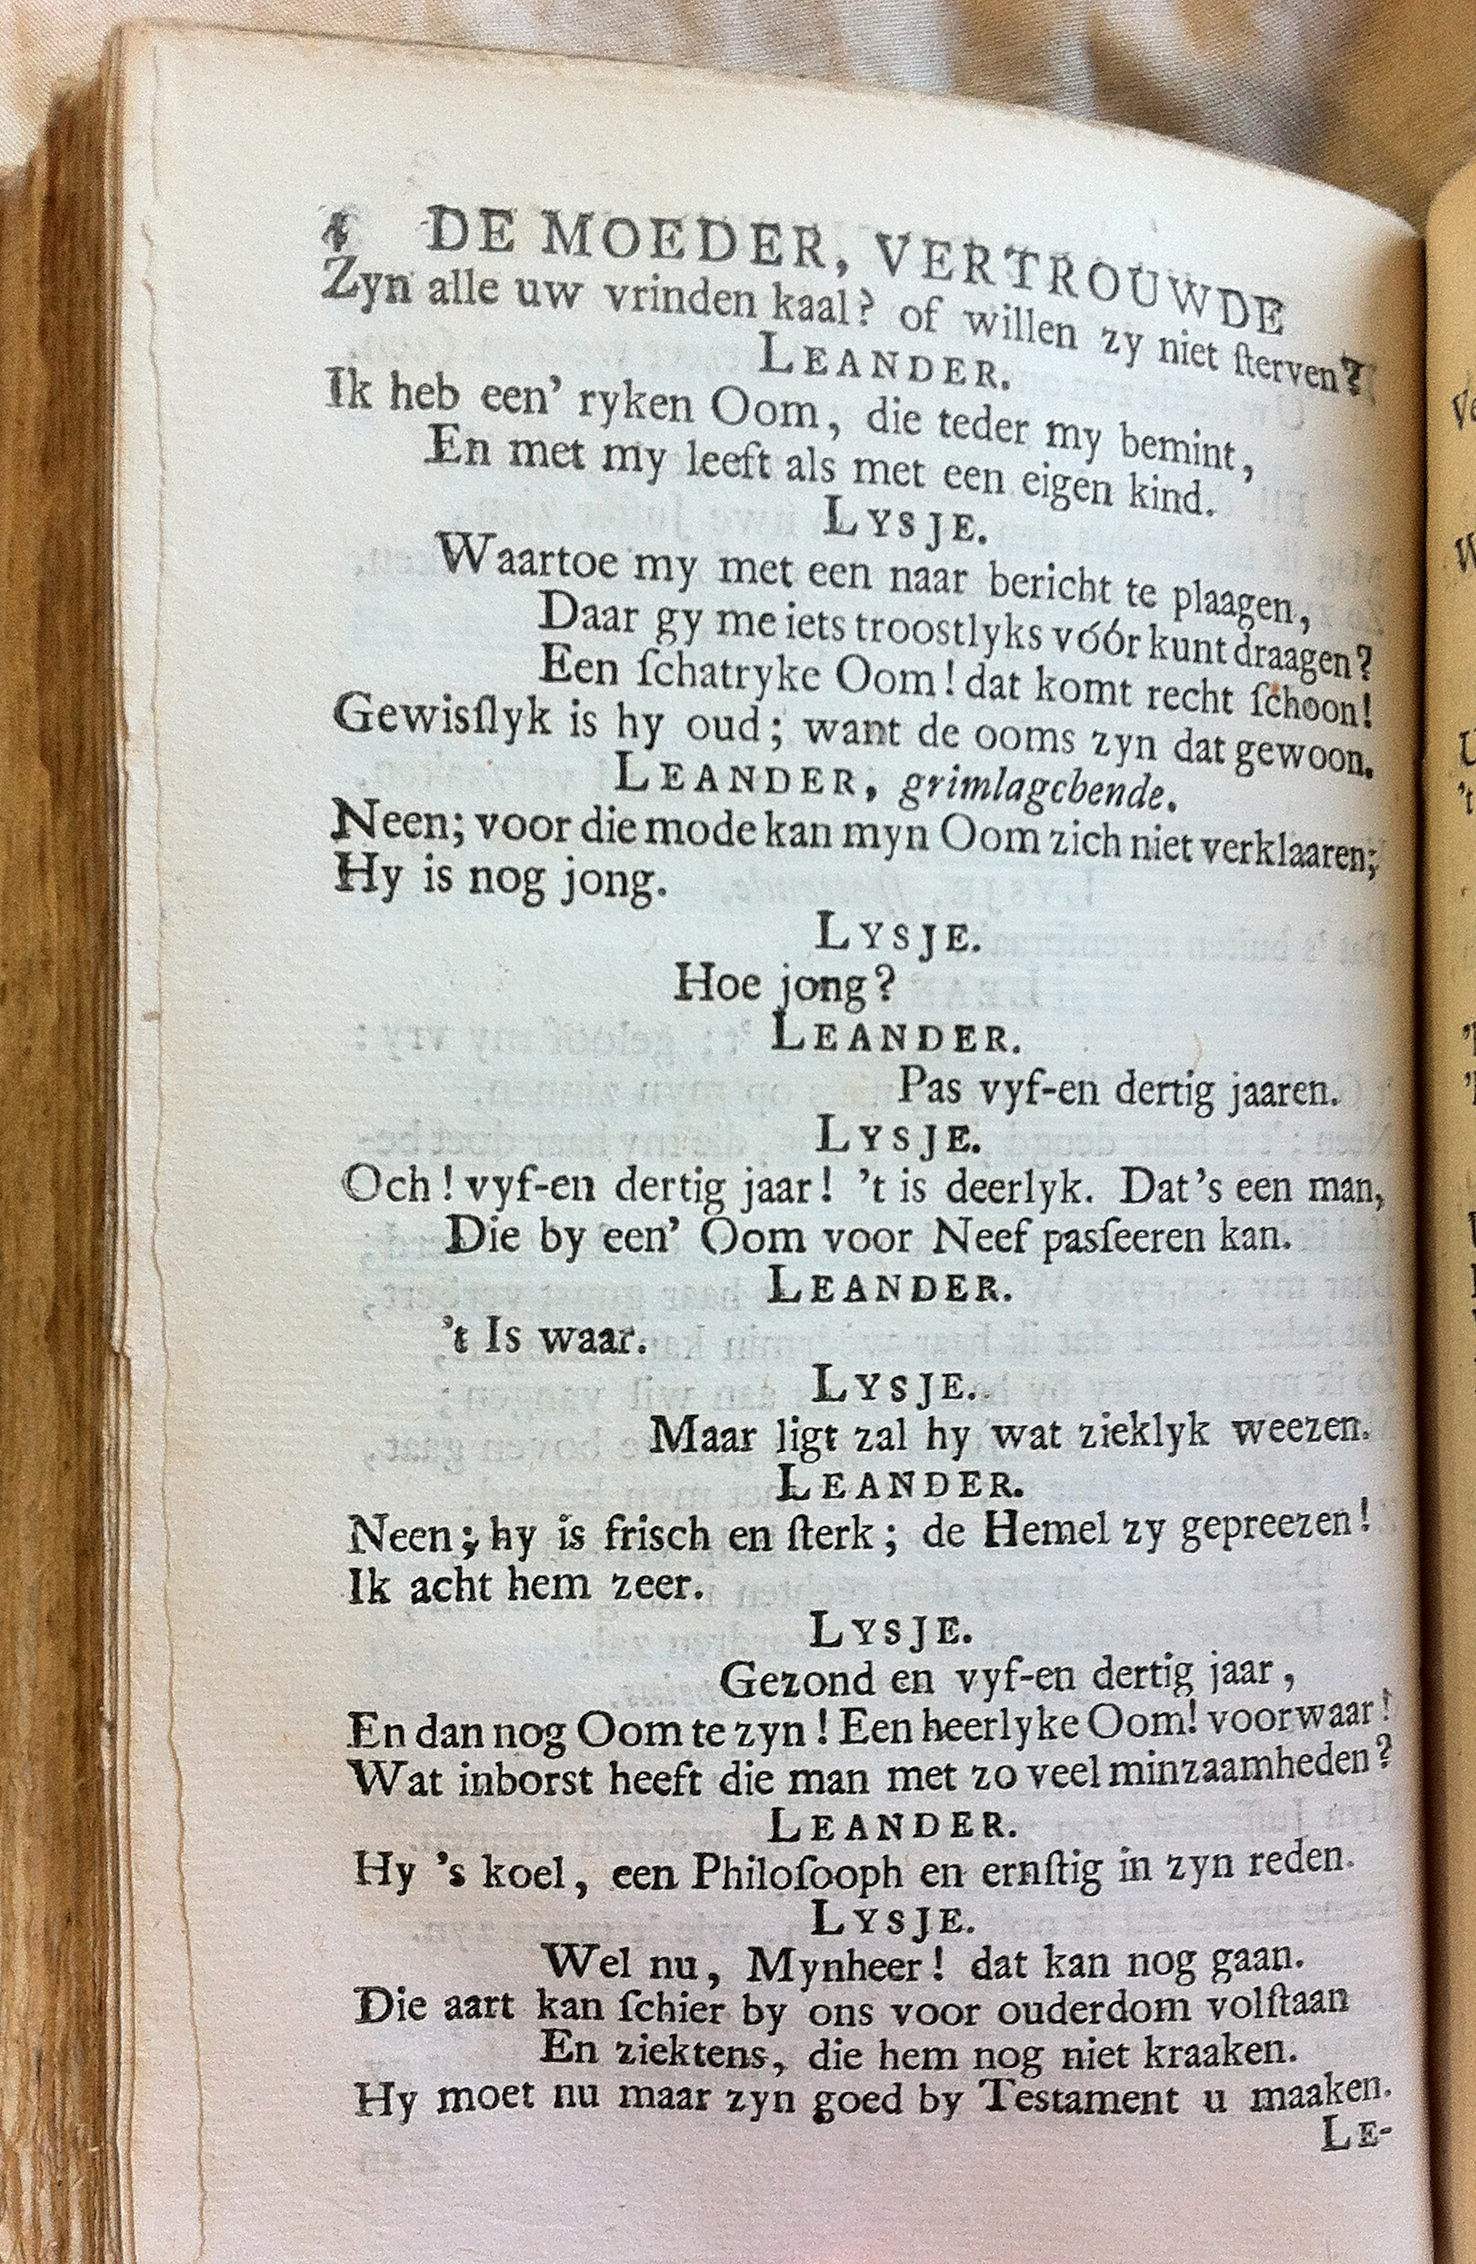 4 DE MOEDER, VERTROUWDE
Zyn alle uw vrinden kaal? of willen zy niet ſterven?
LEANDER.
Ik heb een' ryken Oom, die teder my bemint,
En met my leeft als met een eigen kind.
LYSJE.
Waartoe my met een naar bericht te plaagen,
Daar gy me iets troostlyks vóór kunt draagen?
Een ſchatryke Oom! dat komt recht ſchoon!
Gewisſlyk is hy oud; want de ooms zyn dat gewoon.
LEANDER, grimlagchende.
Neen; voor die mode kan myn Oom zich niet verklaaren;
Hy is nog jong.
LYSJE.
Hoe jong?
LEANDER.
Pas vyf-en dertig jaaren.
LYSJE.
Och! vyf-en dertig jaar! 't is deerlyk. Dat's een man,
Die by een' Oom voor Neef pasſeeren kan.
LEANDER.
't Is waar.
LYSJE.
Maar ligt zal hy wat zieklyk weezen.
LEANDER.
Neen; hy is frisch en ſterk; de Hemel zy gepreezen!
Ik acht hem zeer.
LYSJE.
Gezond en vyf-en dertig jaar,
En dan nog Oom te zyn! Een heerlyke Oom! voorwaar!
Wat inborst heeft die man met zo veel minzaamheden?
LEANDER.
Hy 's koel, een Philoſooph en ernſtig in zyn reden.
LYSJE.
Wel nu, Mynheer! dat kan nog gaan.
Die aart kan ſchier by ons voor ouderdom volſtaan
En ziektens, die hem nog niet kraaken.
Hy moet nu maar zyn goed by Testament u maaken.
LE-